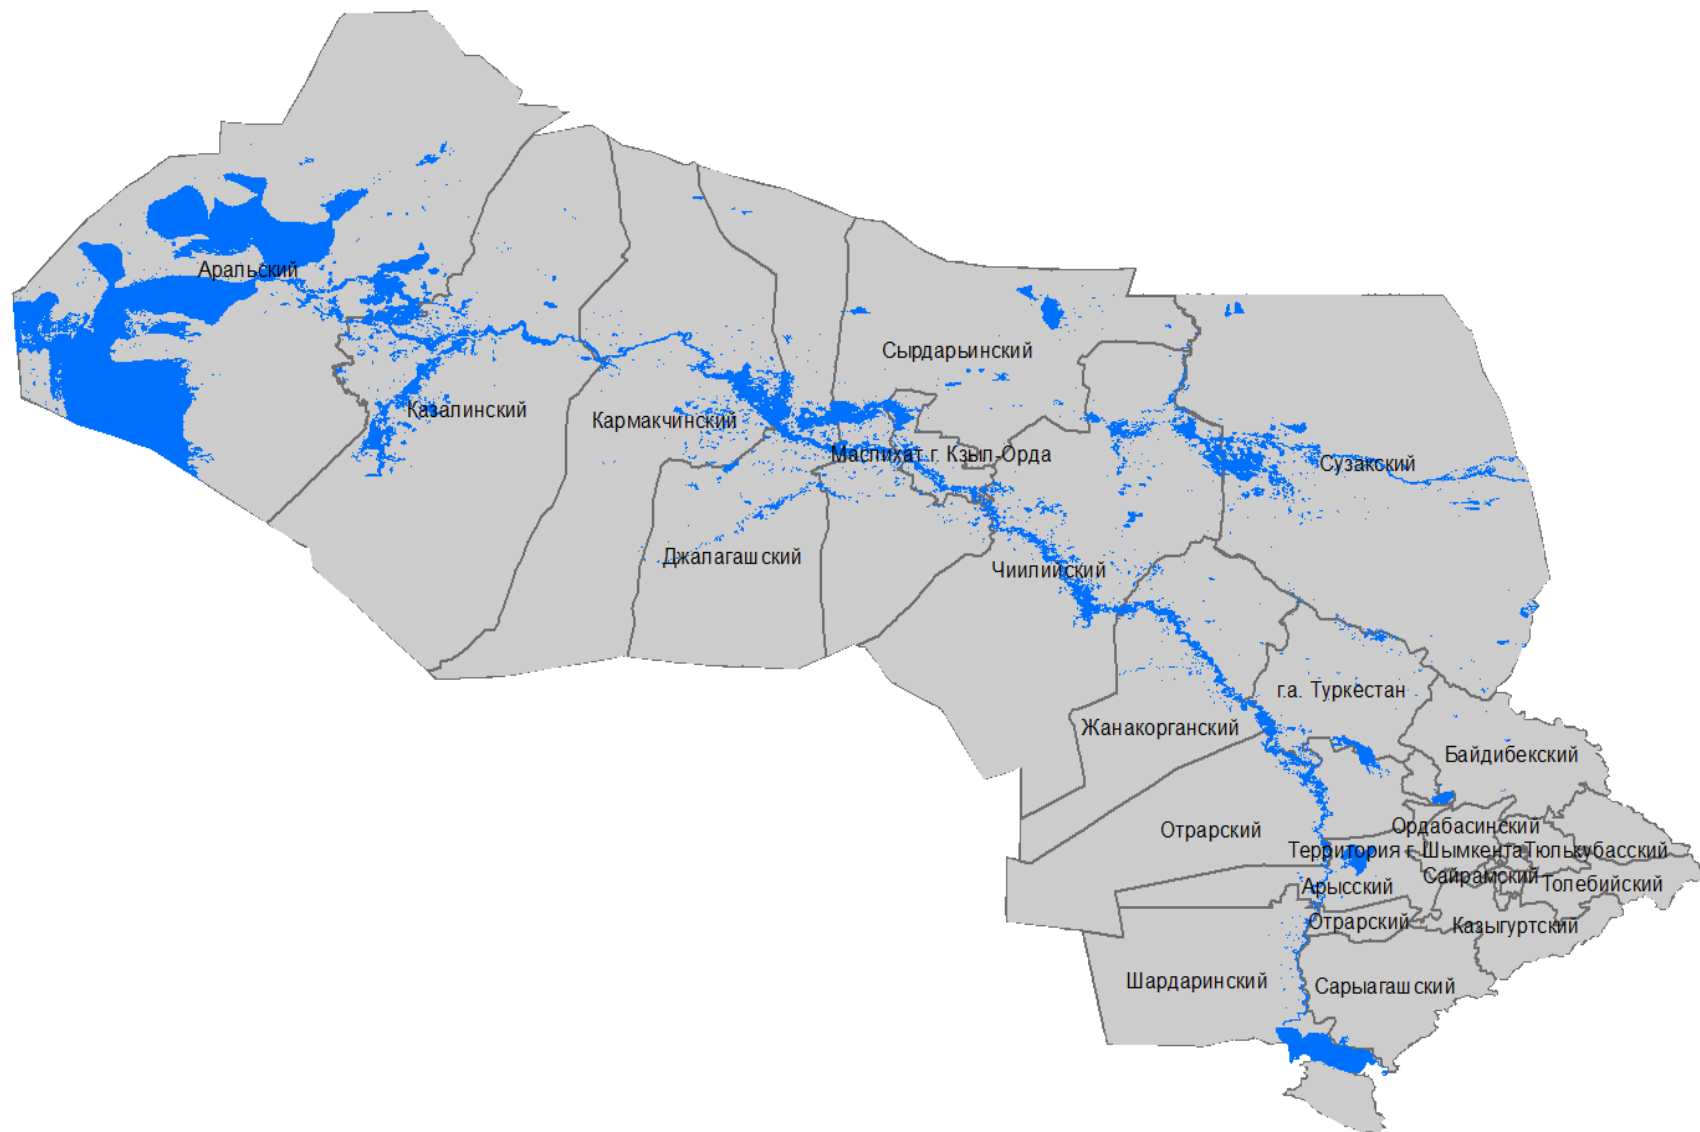 Аральский
Сырдарьинский
Казалинский
Кармакчинский
Маслихат г. Кзыл-Орда
Сузакский
Джалагашский
Чиилийский
г.а. Туркестан
Жанакорганский
Байдибекский
Отрарский
Ордабасинский
Территория г. Шымкента
Тюлькубасский
Сайрамский
Арысский
Толебийский
Отрарский
Казыгуртский
Шардаринский
Сарыагашский